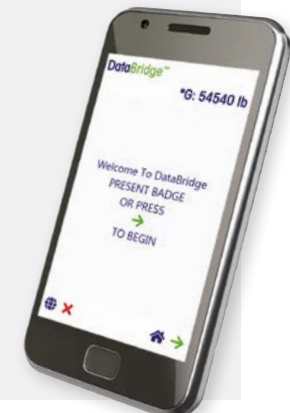 DataBridge™
*G: 54540 lb
Welcome To DataBridge
PRESENT BADGE
OR PRESS
→
TO BEGIN